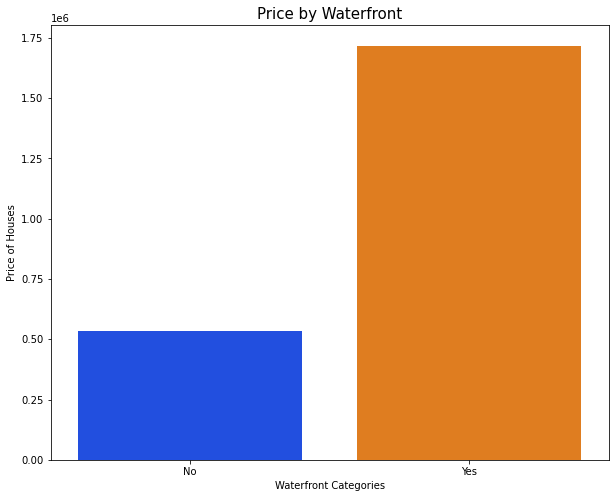 Price by Waterfront
1e6
1.75
1.50
1.25
1.00
0.75
0.50
0.25
0.00
Price of Houses
No
Yes
Waterfront Categories